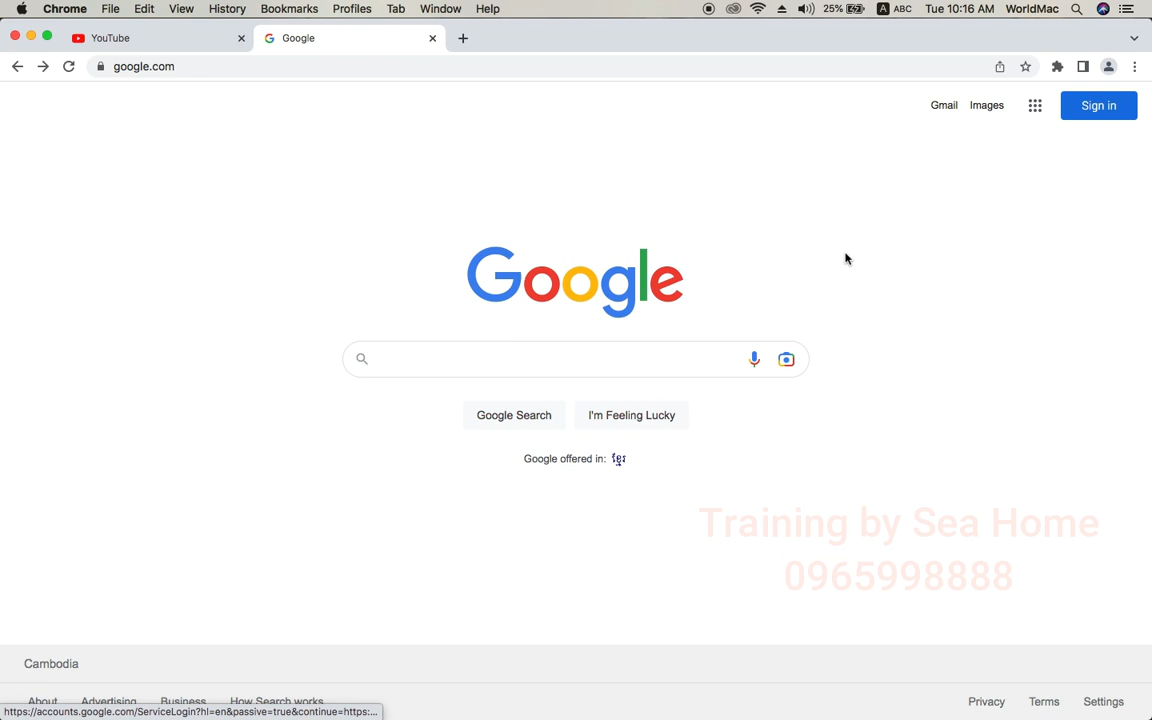 Chrome File Edit View History Bookmarks Profiles Tab Window Help 25% A ABC Tue 10:16 AM WorldMac
YouTube Google
google.com
Gmail Images Sign in
Google
Google Search I'm Feeling Lucky
Google offered in: ខ្មែរ
Training by Sea Home
0965998888
Cambodia
About Advertising Business How Search works Privacy Terms Settings
https://accounts.google.com/ServiceLogin?hl=en&passive=true&continue=https:...